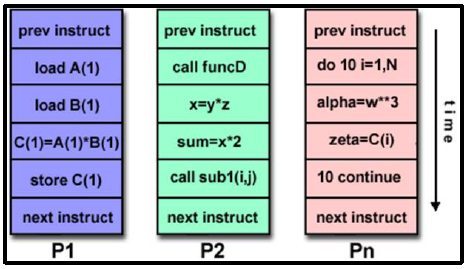 prev instruct
load A(1)
load B(1)
C(1)=A(1)*B(1)
store C(1)
next instruct
P1
prev instruct
call funcD
x=y*z
sum=x*2
call sub1(i,j)
next instruct
P2
prev instruct
do 10 i=1,N
alpha=w**3
zeta=C(i)
10 continue
next instruct
Pn
time